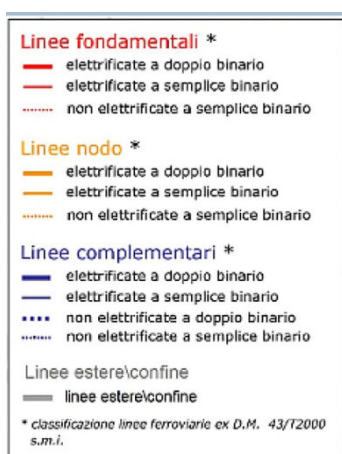 Linee fondamentali *
elettrificate a doppio binario
elettrificate a semplice binario
non elettrificate a semplice binario
Linee nodo *
elettrificate a doppio binario
elettrificate a semplice binario
non elettrificate a semplice binario
Linee complementari *
elettrificate a doppio binario
elettrificate a semplice binario
non elettrificate a doppio binario
non elettrificate a semplice binario
Linee estere\confine
linee estere\confine
* classificazione linee ferroviarie ex D.M. 43/T2000
s.m.i.